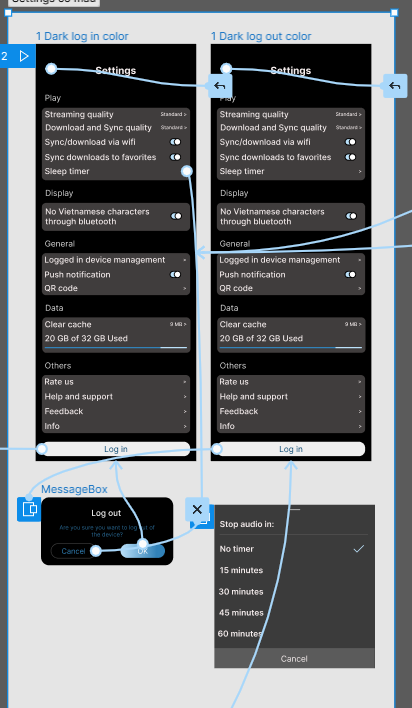 Settings 03 mau
1 Dark log in color
2
Settings
Play
Streaming quality Standard >
Download and Sync quality Standard >
Sync/download via wifi
Sync downloads to favorites
Sleep timer
Display
No Vietnamese characters
through bluetooth
General
Logged in device management >
Push notification
QR code >
Data
Clear cache 9 MB >
20 GB of 32 GB Used
Others
Rate us >
Help and support >
Feedback >
Info >
Log in
1 Dark log out color
Settings
Play
Streaming quality Standard >
Download and Sync quality Standard >
Sync/download via wifi
Sync downloads to favorites
Sleep timer >
Display
No Vietnamese characters
through bluetooth
General
Logged in device management >
Push notification
QR code >
Data
Clear cache 9 MB >
20 GB of 32 GB Used
Others
Rate us >
Help and support >
Feedback >
Info >
Log in
MessageBox
Log out
Are you sure you want to log out of
the device?
Cancel OK
Stop audio in:
No timer
15 minutes
30 minutes
45 minutes
60 minutes
Cancel